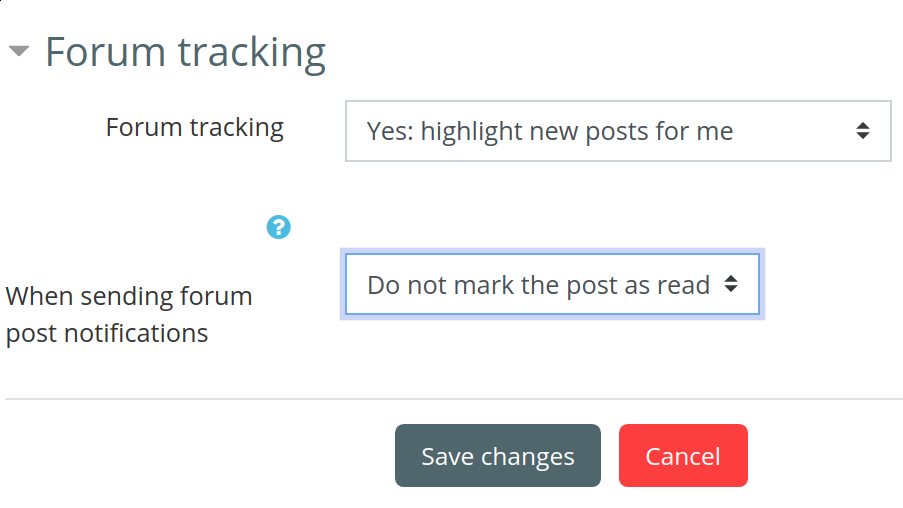 Forum tracking
Forum tracking
Yes: highlight new posts for me
?
When sending forum
post notifications
Do not mark the post as read
Save changes
Cancel